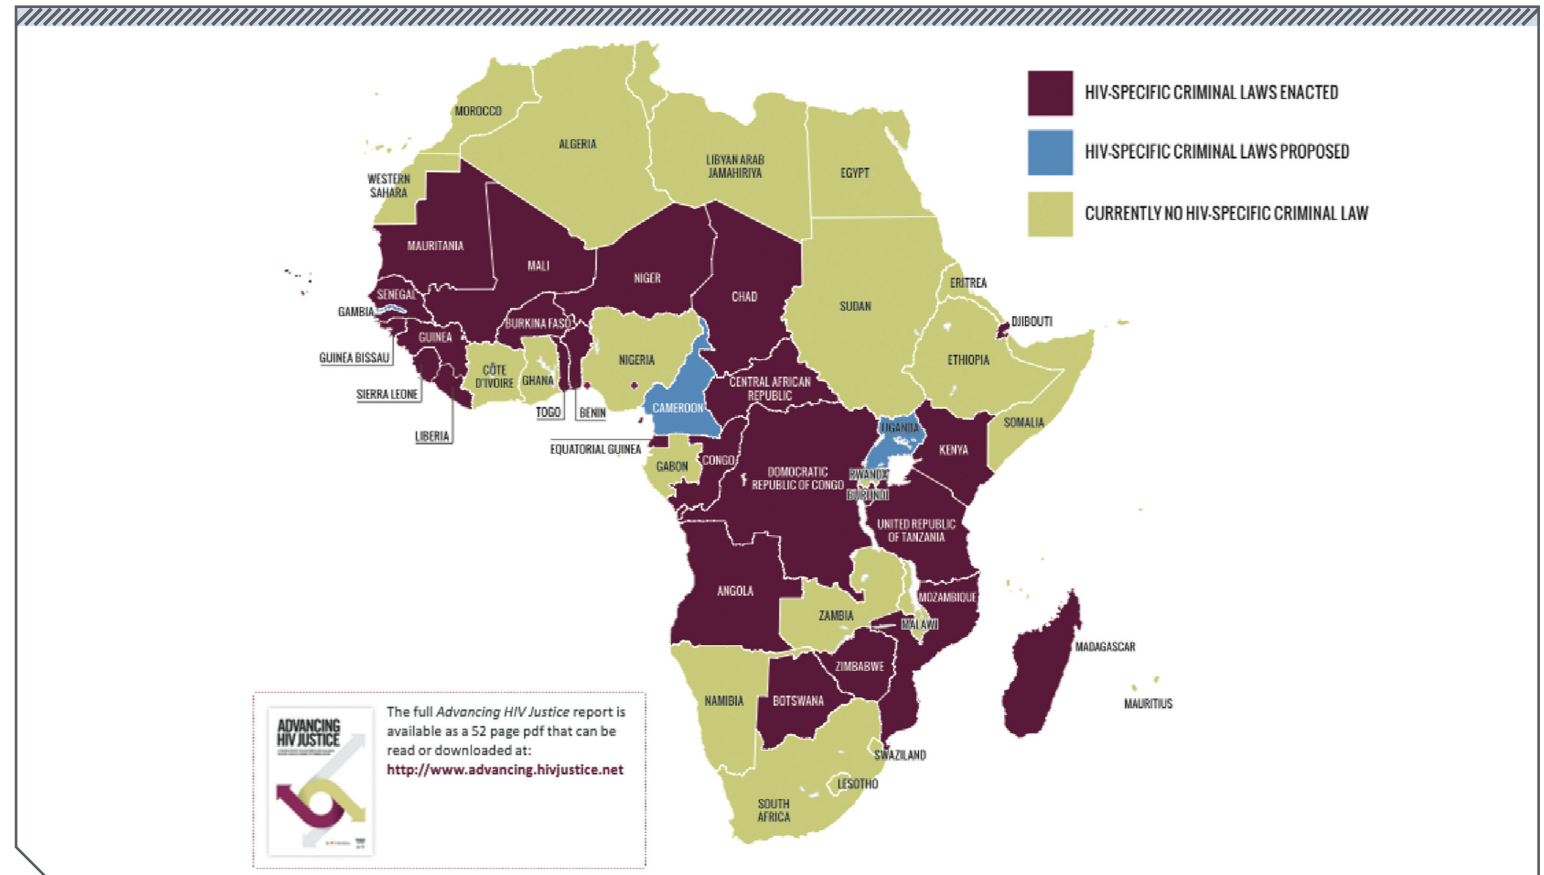 HIV-SPECIFIC CRIMINAL LAWS ENACTED
HIV-SPECIFIC CRIMINAL LAWS PROPOSED
CURRENTLY NO HIV-SPECIFIC CRIMINAL LAW
MOROCCO
ALGERIA
LIBYAN ARAB
JAMAHIRIYA
EGYPT
WESTERN
SAHARA
MAURITANIA
MALI
NIGER
CHAD
SUDAN
ERITREA
SENEGAL
GAMBIA
DJIBOUTI
BURKINA FASO
GUINEA
GUINEA BISSAU
CÔTE
D'IVOIRE
GHANA
NIGERIA
ETHIOPIA
CENTRAL AFRICAN
REPUBLIC
SIERRA LEONE
TOGO
BENIN
CAMEROON
LIBERIA
UGANDA
SOMALIA
EQUATORIAL GUINEA
KENYA
GABON
CONGO
DOMOCRATIC
REPUBLIC OF CONGO
RWANDA
BURUNDI
UNITED REPUBLIC
OF TANZANIA
ANGOLA
MOZAMBIQUE
ZAMBIA
MALAWI
MADAGASCAR
ZIMBABWE
NAMIBIA
BOTSWANA
MAURITIUS
SWAZILAND
LESOTHO
SOUTH
AFRICA
ADVANCING
HIV JUSTICE
The full Advancing HIV Justice report is
available as a 52 page pdf that can be
read or downloaded at:
http://www.advancing.hivjustice.net